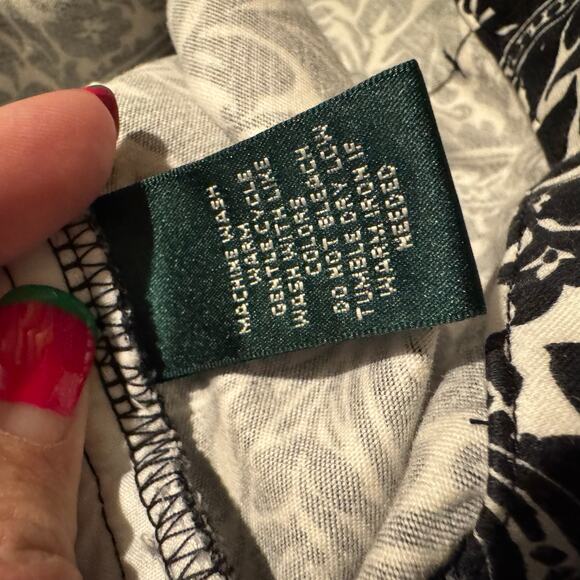 MACHINE WASH
WARM
GENTLE CYCLE
WASH WITH LIKE
COLORS
DO NOT BLEACH
TUMBLE DRY LOW
WARM IRON IF
NEEDED